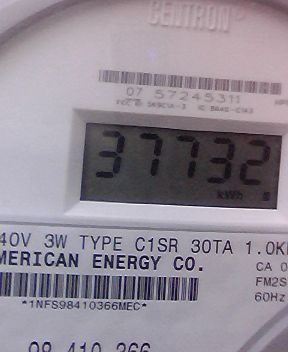 CENTRON®
07 57245311
37732
kWh
40V 3W TYPE C1SR 30TA 1.0K
MERICAN ENERGY CO.
CA 0
FM2S
60Hz
*1NFS98410366MEC*
98 410 366